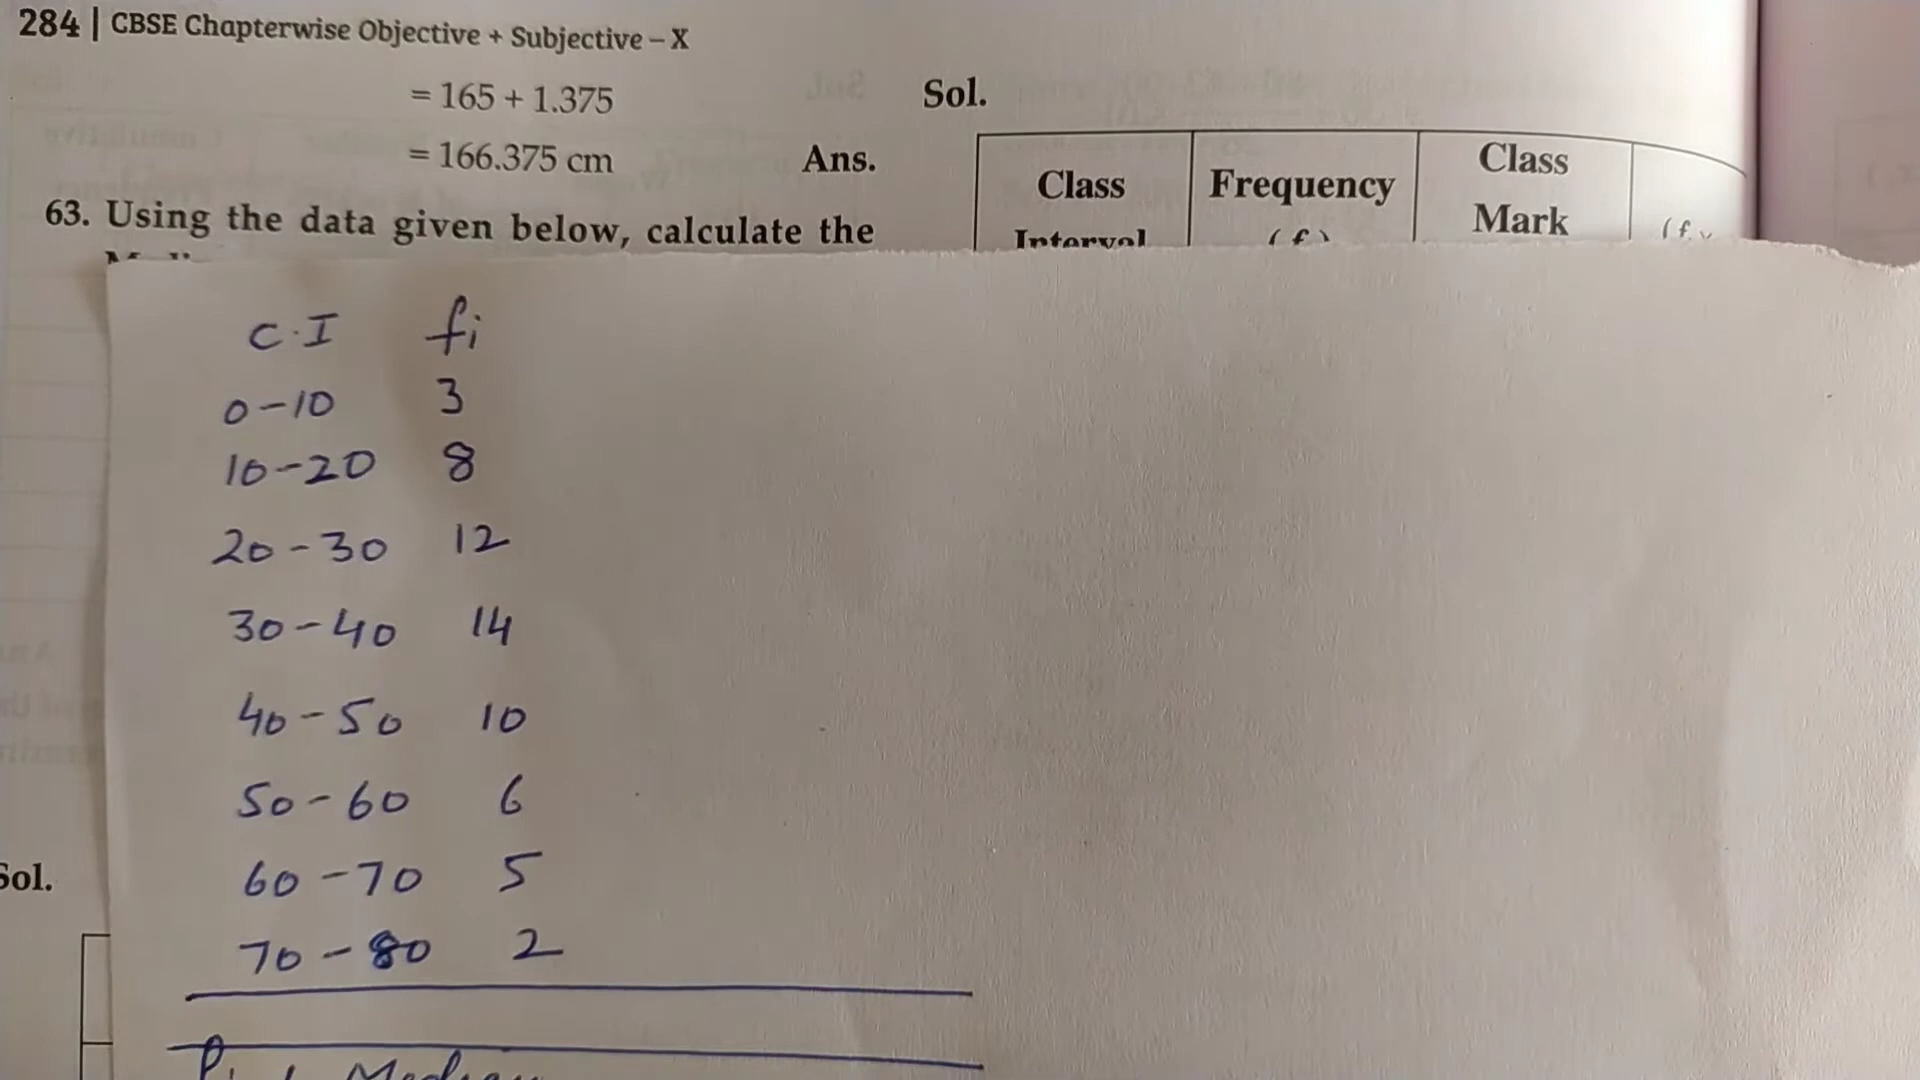 284 | CBSE Chapterwise Objective + Subjective – X
= 165 + 1.375
= 166.375 cm Ans.
63. Using the data given below, calculate the
Sol.
Class Interval
Frequency
Class Mark
C.I fi
0-10 3
10-20 8
20-30 12
30-40 14
40-50 10
50-60 6
60-70 5
70-80 2
Sol.
Median